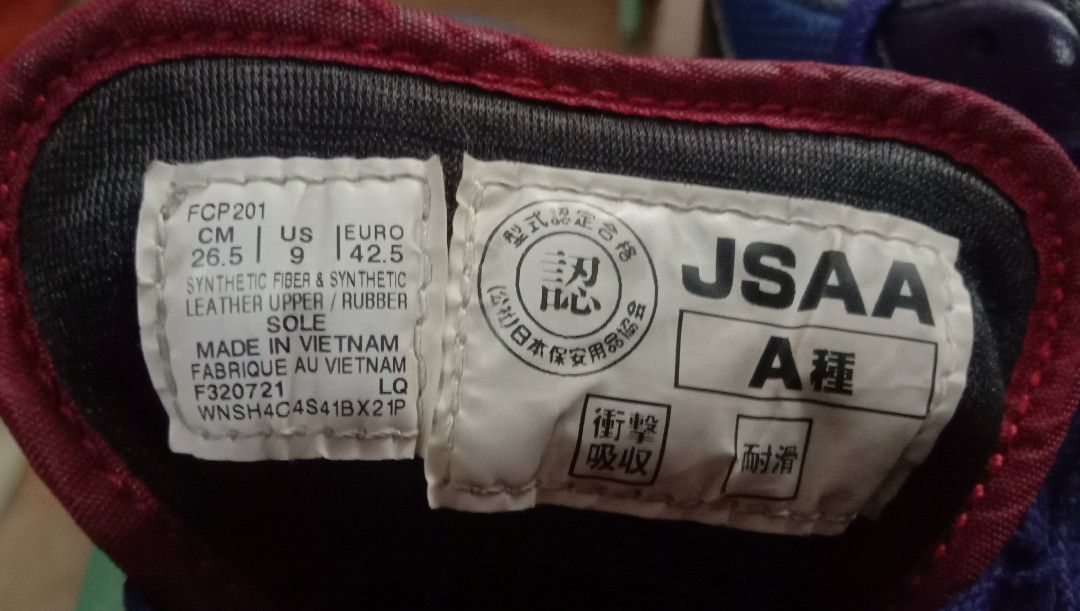 FCP201
CM | US | EURO
26.5 | 9 | 42.5
SYNTHETIC FIBER & SYNTHETIC
LEATHER UPPER / RUBBER
SOLE
MADE IN VIETNAM
FABRIQUE AU VIETNAM
F320721 LQ
WNSH4C4S41BX21P
型式認定合格
認
(公社)日本保安用品協会
JSAA
A種
衝撃
吸収
耐滑